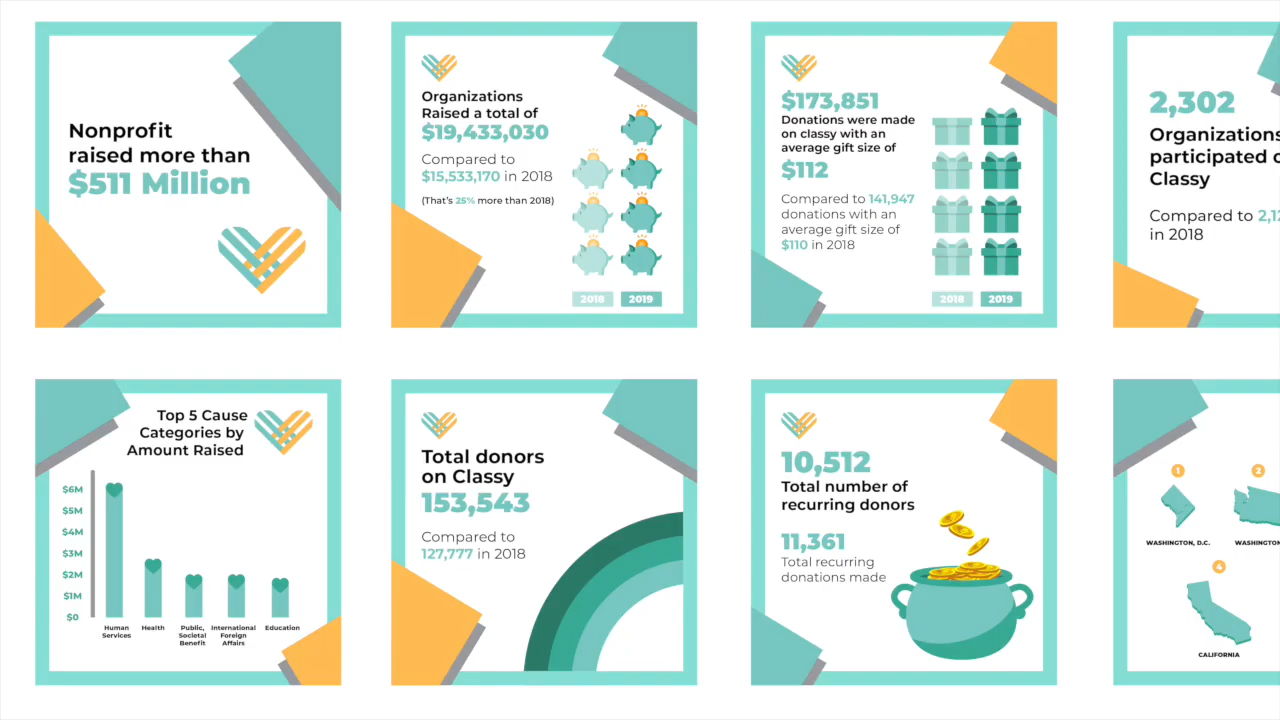 Nonprofit
raised more than
$511 Million
Organizations
Raised a total of
$19,433,030
Compared to
$15,533,170 in 2018
(That's 25% more than 2018)
2018 2019
$173,851
Donations were made
on classy with an
average gift size of
$112
Compared to 141,947
donations with an
average gift size of
$110 in 2018
2018 2019
2,302
Organizations
participated
Classy
Compared to
in 2018
Top 5 Cause
Categories by
Amount Raised
$6M
$5M
$4M
$3M
$2M
$1M
$0
Human
Services
Health
Public,
Societal
Benefit
International
Foreign
Affairs
Education
Total donors
on Classy
153,543
Compared to
127,777 in 2018
10,512
Total number of
recurring donors
11,361
Total recurring
donations made
1
2
WASHINGTON, D.C.
WASHINGTON
4
CALIFORNIA